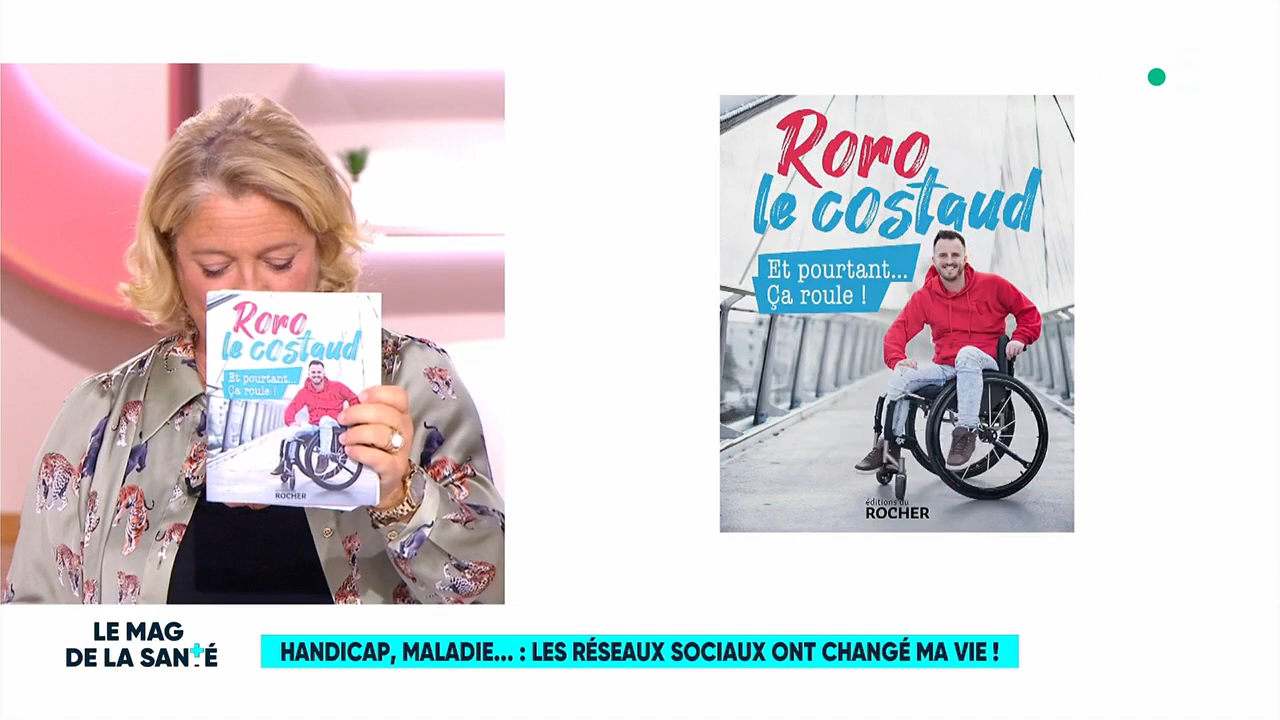 Roro
le costaud
Et pourtant...
Ça roule !
ROCHER
Roro
le costaud
Et pourtant...
Ça roule !
éditions du
ROCHER
LE MAG
DE LA SANTÉ
HANDICAP, MALADIE... : LES RÉSEAUX SOCIAUX ONT CHANGÉ MA VIE !